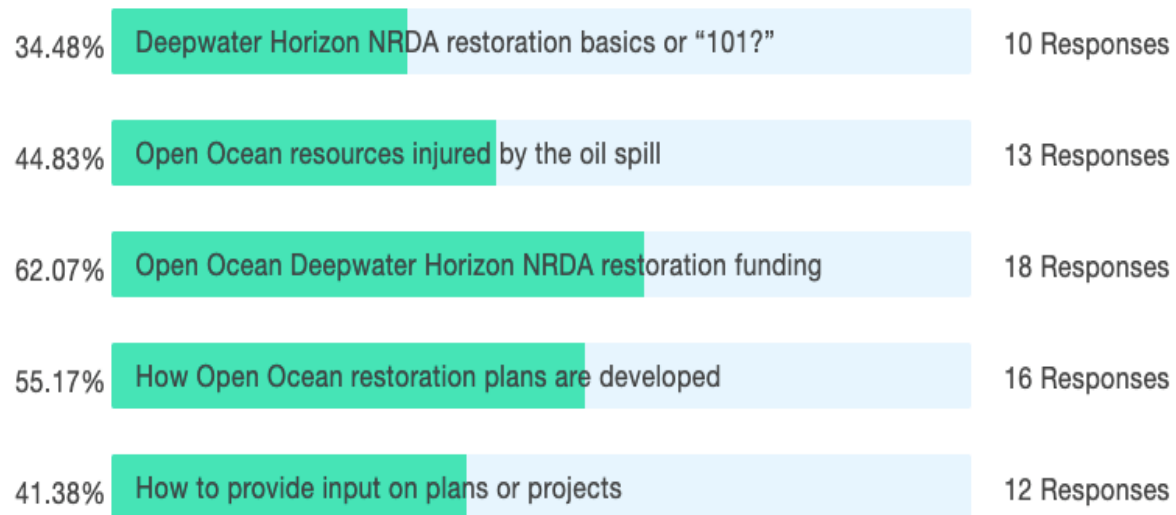 34.48% Deepwater Horizon NRDA restoration basics or “101?” 10 Responses
44.83% Open Ocean resources injured by the oil spill 13 Responses
62.07% Open Ocean Deepwater Horizon NRDA restoration funding 18 Responses
55.17% How Open Ocean restoration plans are developed 16 Responses
41.38% How to provide input on plans or projects 12 Responses